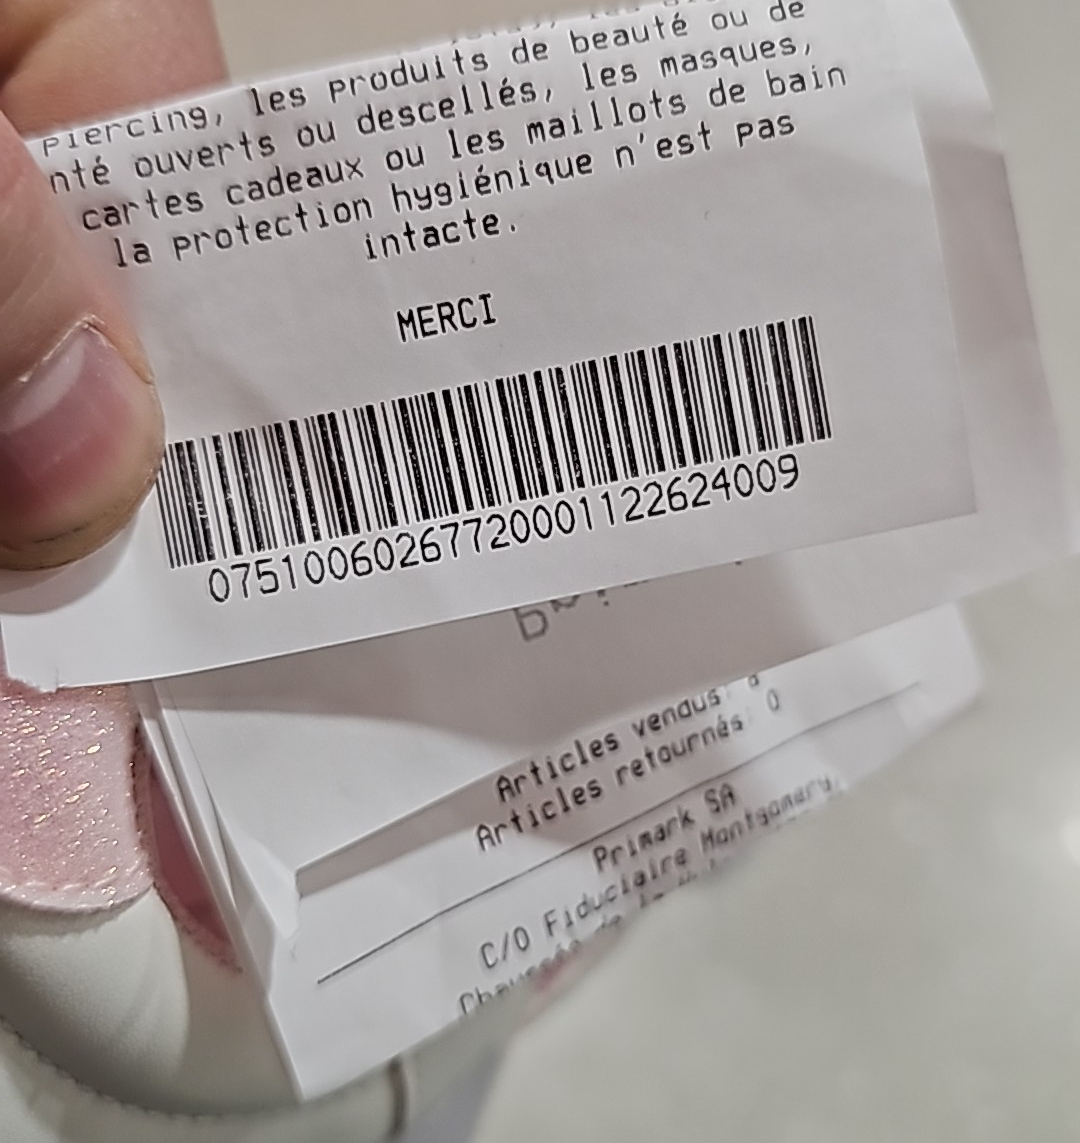 piercing, les produits de beauté ou de
nté ouverts ou descellés, les masques,
cartes cadeaux ou les maillots de bain
la protection hygiénique n'est pas
intacte.
MERCI
07510060267720001122624009
Articles vendus:
Articles retournés: 0
Primark SA
C/O Fiduciaire Montgomery,